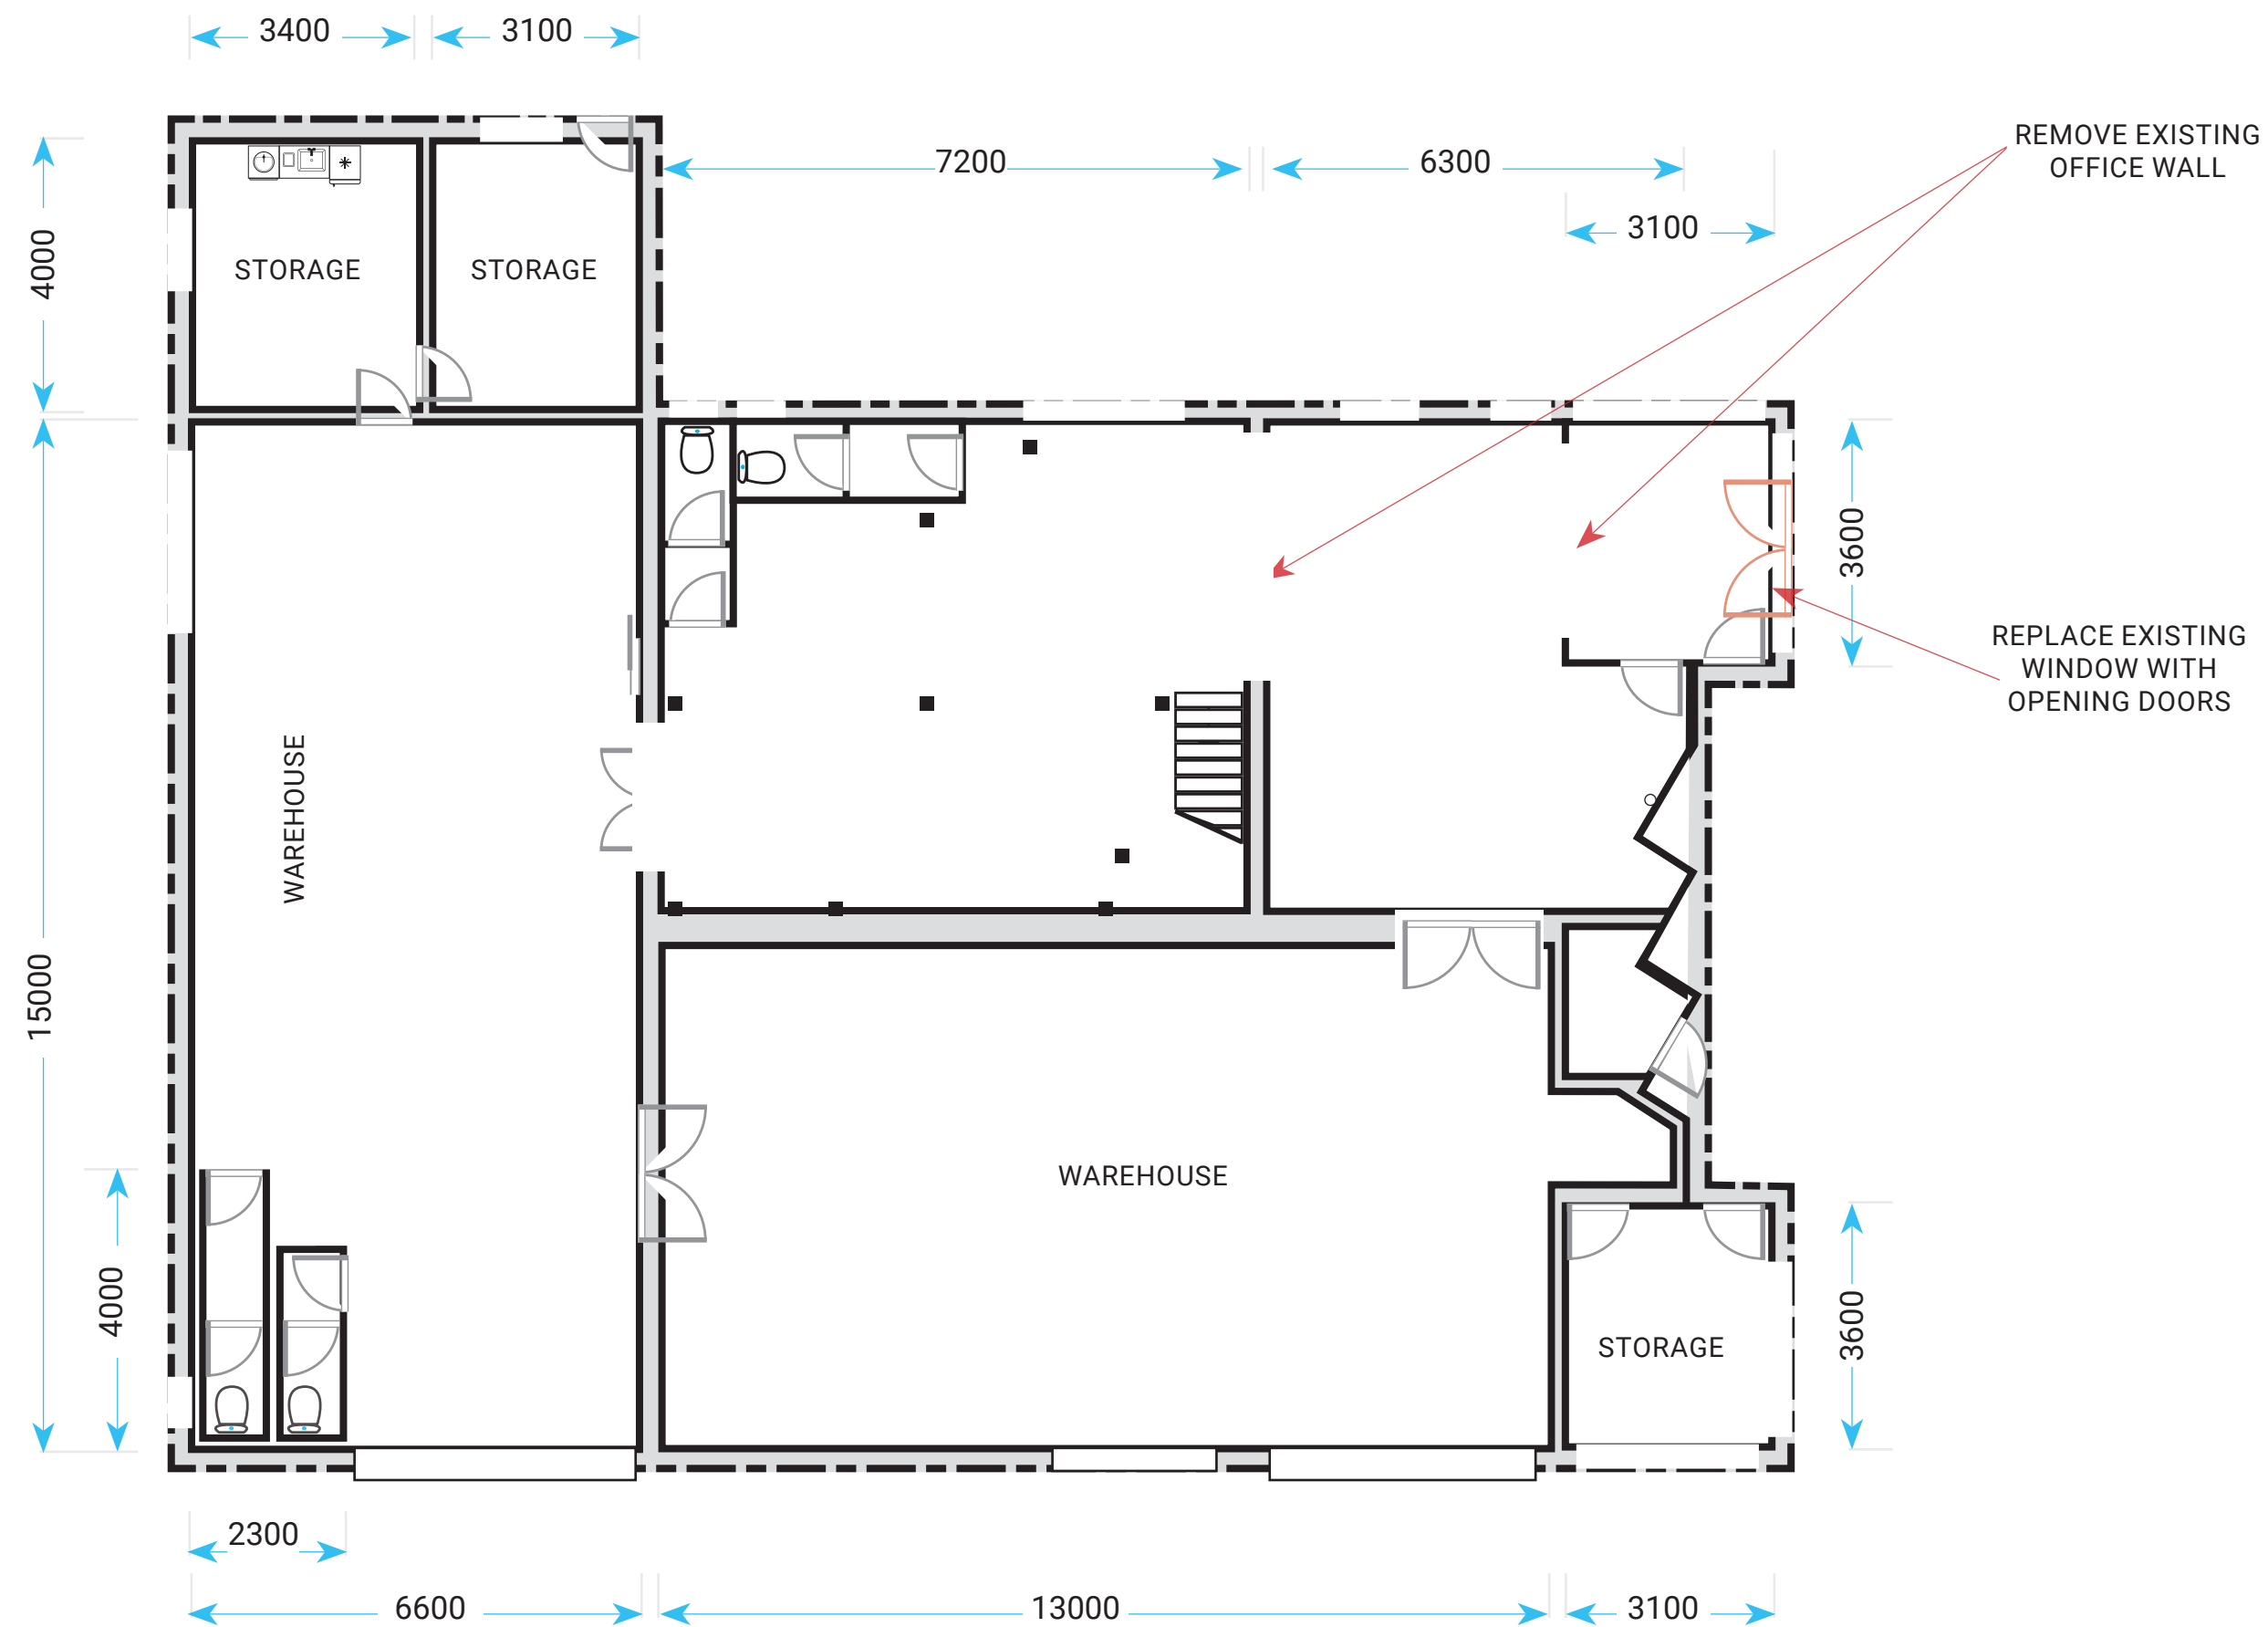 3400
3100
7200
6300
REMOVE EXISTING
OFFICE WALL
3100
4000
STORAGE
STORAGE
3600
REPLACE EXISTING
WINDOW WITH
OPENING DOORS
WAREHOUSE
15000
WAREHOUSE
4000
3600
STORAGE
2300
6600
13000
3100